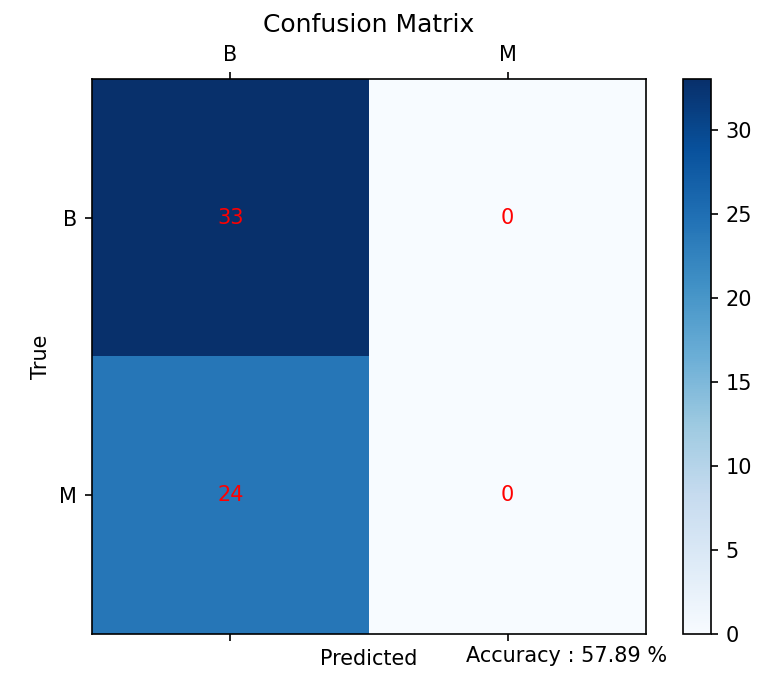 Confusion Matrix
B M
B 33 0
M 24 0
True
Predicted
Accuracy : 57.89 %
30
25
20
15
10
5
0